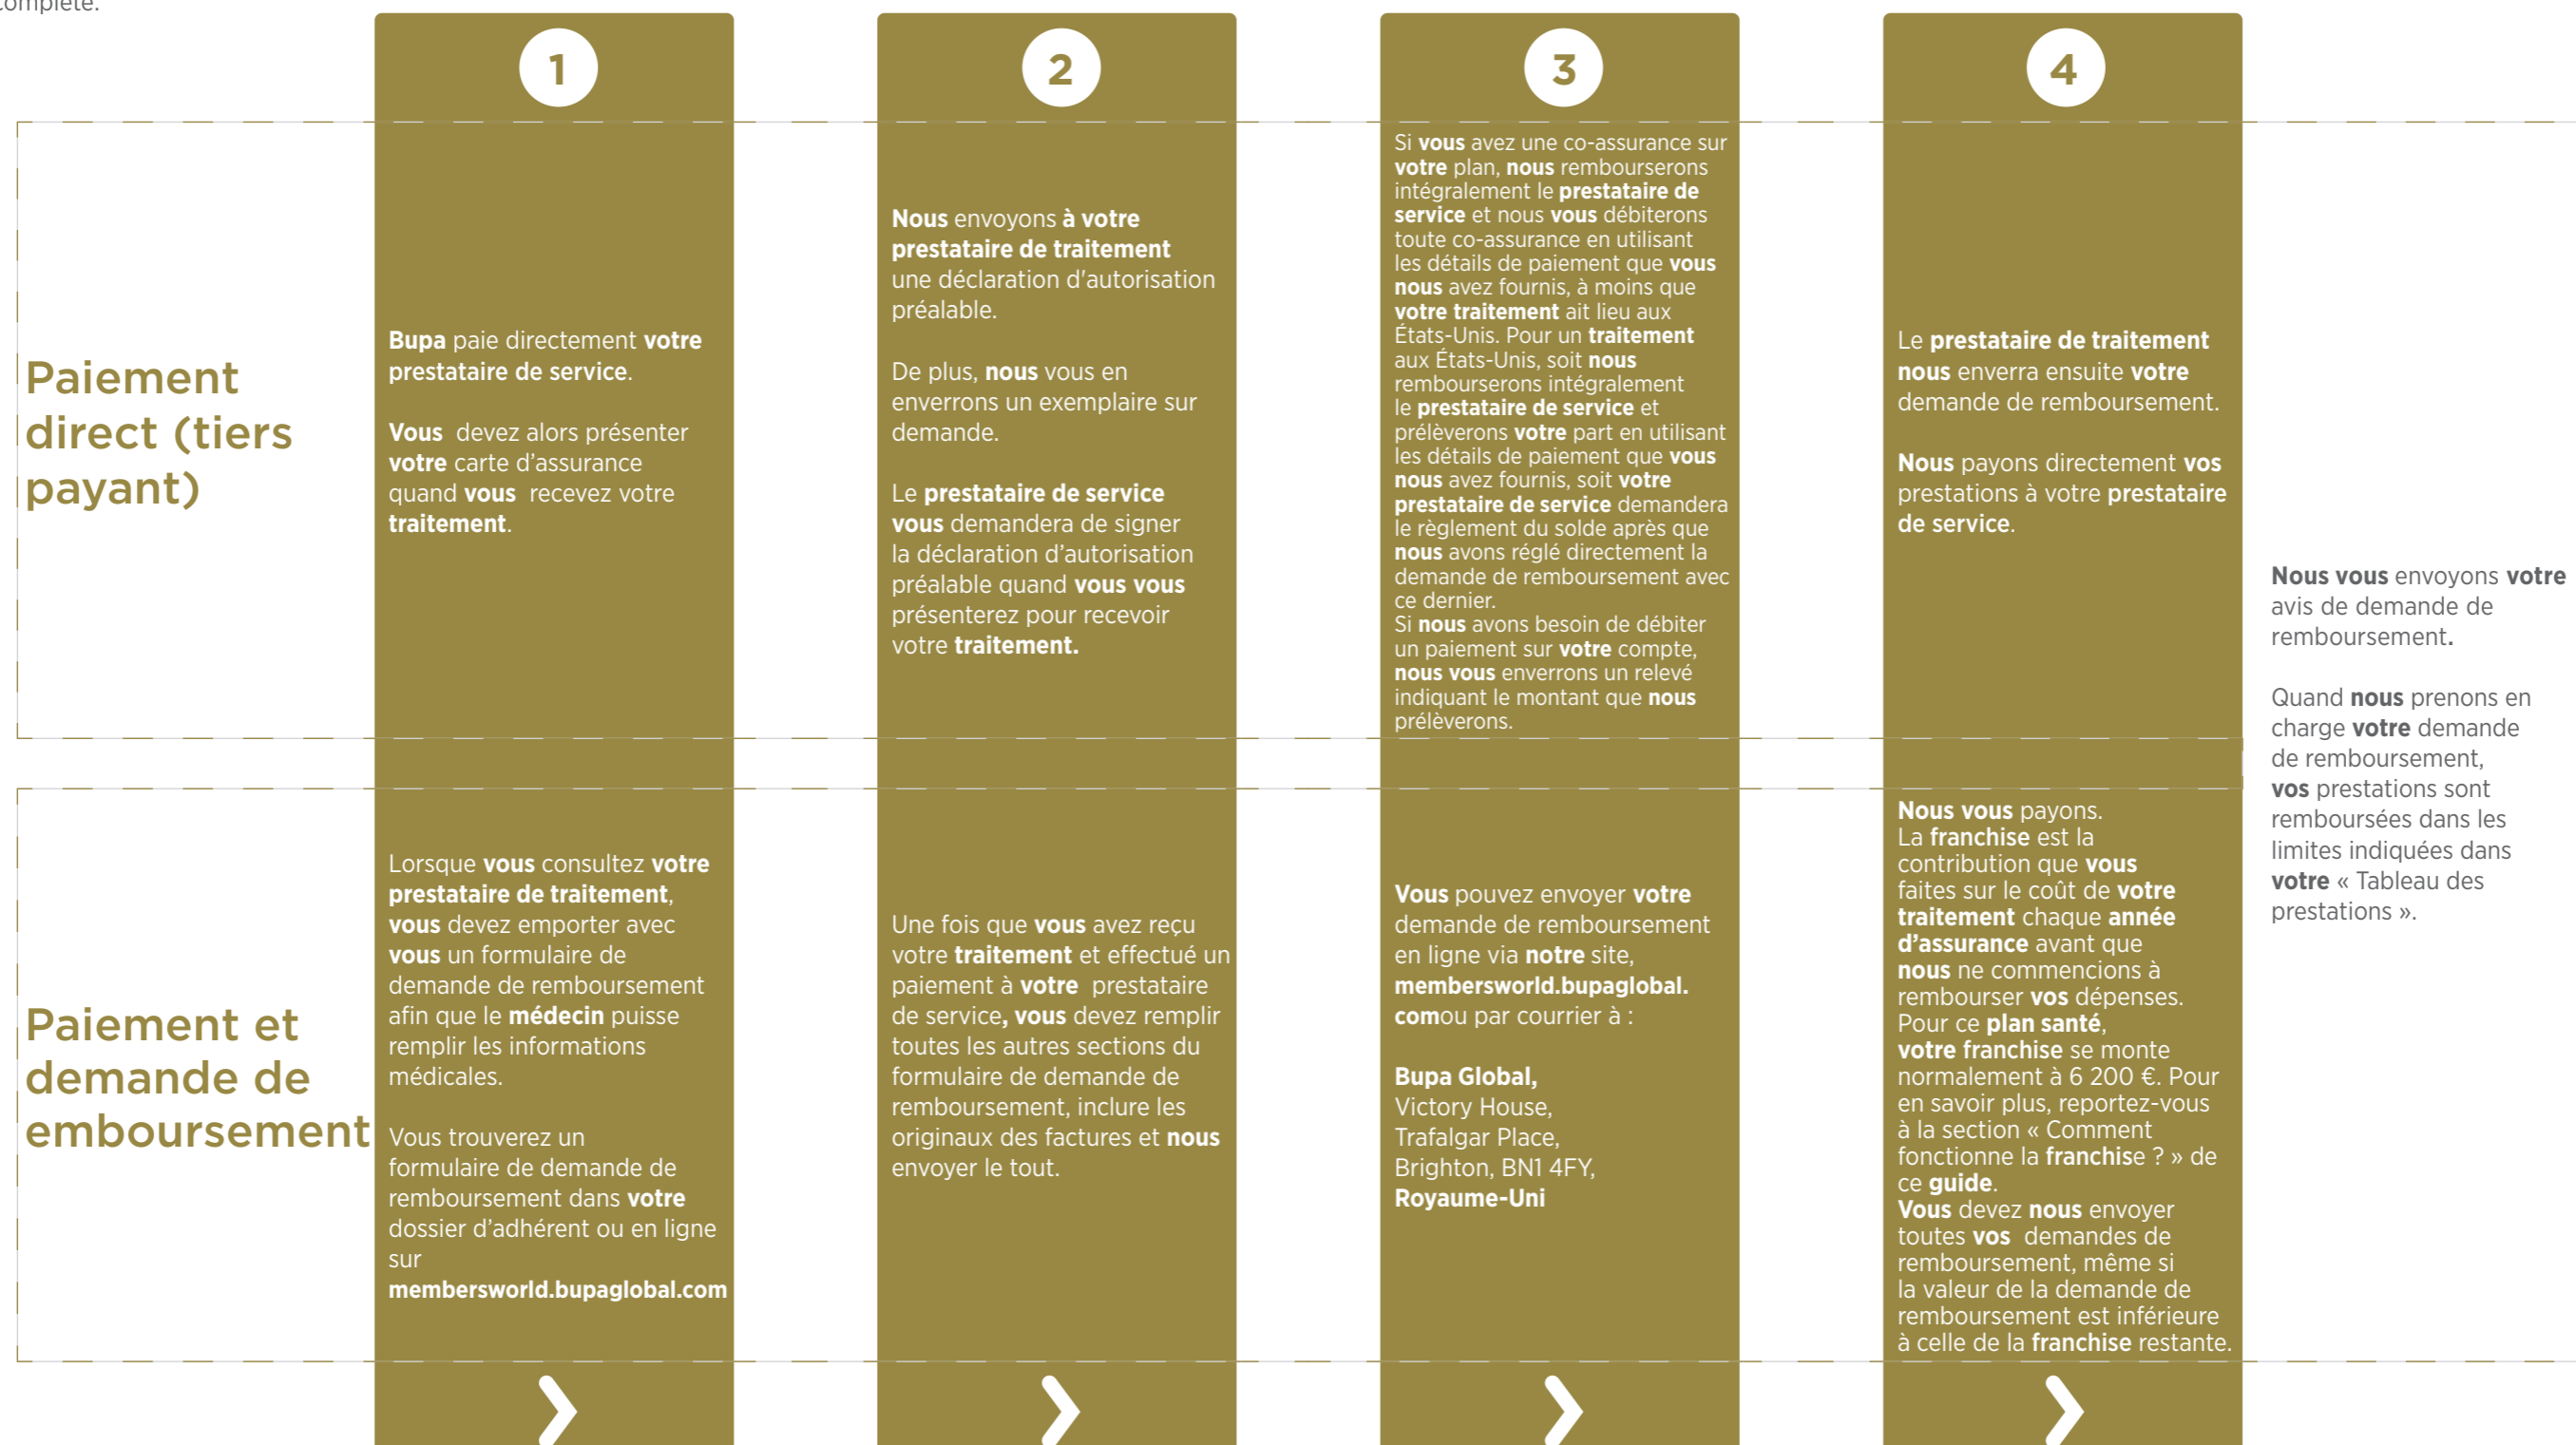 complète.
1
2
3
4
Paiement
direct (tiers
payant)
Bupa paie directement votre
prestataire de service.
Vous devez alors présenter
votre carte d'assurance
quand vous recevez votre
traitement.
Nous envoyons à votre
prestataire de traitement
une déclaration d'autorisation
préalable.
De plus, nous vous en
enverrons un exemplaire sur
demande.
Le prestataire de service
vous demandera de signer
la déclaration d'autorisation
préalable quand vous vous
présenterez pour recevoir
votre traitement.
Si vous avez une co-assurance sur
votre plan, nous rembourserons
intégralement le prestataire de
service et nous vous débiterons
toute co-assurance en utilisant
les détails de paiement que vous
nous avez fournis, à moins que
votre traitement ait lieu aux
États-Unis. Pour un traitement
aux États-Unis, soit nous
rembourserons intégralement
le prestataire de service et
prélèverons votre part en utilisant
les détails de paiement que vous
nous avez fournis, soit votre
prestataire de service demandera
le règlement du solde après que
nous avons réglé directement la
demande de remboursement avec
ce dernier.
Si nous avons besoin de débiter
un paiement sur votre compte,
nous vous enverrons un relevé
indiquant le montant que nous
prélèverons.
Le prestataire de traitement
nous enverra ensuite votre
demande de remboursement.
Nous payons directement vos
prestations à votre prestataire
de service.
Nous vous envoyons votre
avis de demande de
remboursement.
Quand nous prenons en
charge votre demande
de remboursement,
vos prestations sont
remboursées dans les
limites indiquées dans
votre « Tableau des
prestations ».
Paiement et
demande de
emboursement
Lorsque vous consultez votre
prestataire de traitement,
vous devez emporter avec
vous un formulaire de
demande de remboursement
afin que le médecin puisse
remplir les informations
médicales.
Vous trouverez un
formulaire de demande de
remboursement dans votre
dossier d'adhérent ou en ligne
sur
membersworld.bupaglobal.com
Une fois que vous avez reçu
votre traitement et effectué un
paiement à votre prestataire
de service, vous devez remplir
toutes les autres sections du
formulaire de demande de
remboursement, inclure les
originaux des factures et nous
envoyer le tout.
Vous pouvez envoyer votre
demande de remboursement
en ligne via notre site,
membersworld.bupaglobal.
comou par courrier à :
Bupa Global,
Victory House,
Trafalgar Place,
Brighton, BN1 4FY,
Royaume-Uni
Nous vous payons.
La franchise est la
contribution que vous
faites sur le coût de votre
traitement chaque année
d'assurance avant que
nous ne commencions à
rembourser vos dépenses.
Pour ce plan santé,
votre franchise se monte
normalement à 6 200 €. Pour
en savoir plus, reportez-vous
à la section « Comment
fonctionne la franchise ? » de
ce guide.
Vous devez nous envoyer
toutes vos demandes de
remboursement, même si
la valeur de la demande de
remboursement est inférieure
à celle de la franchise restante.